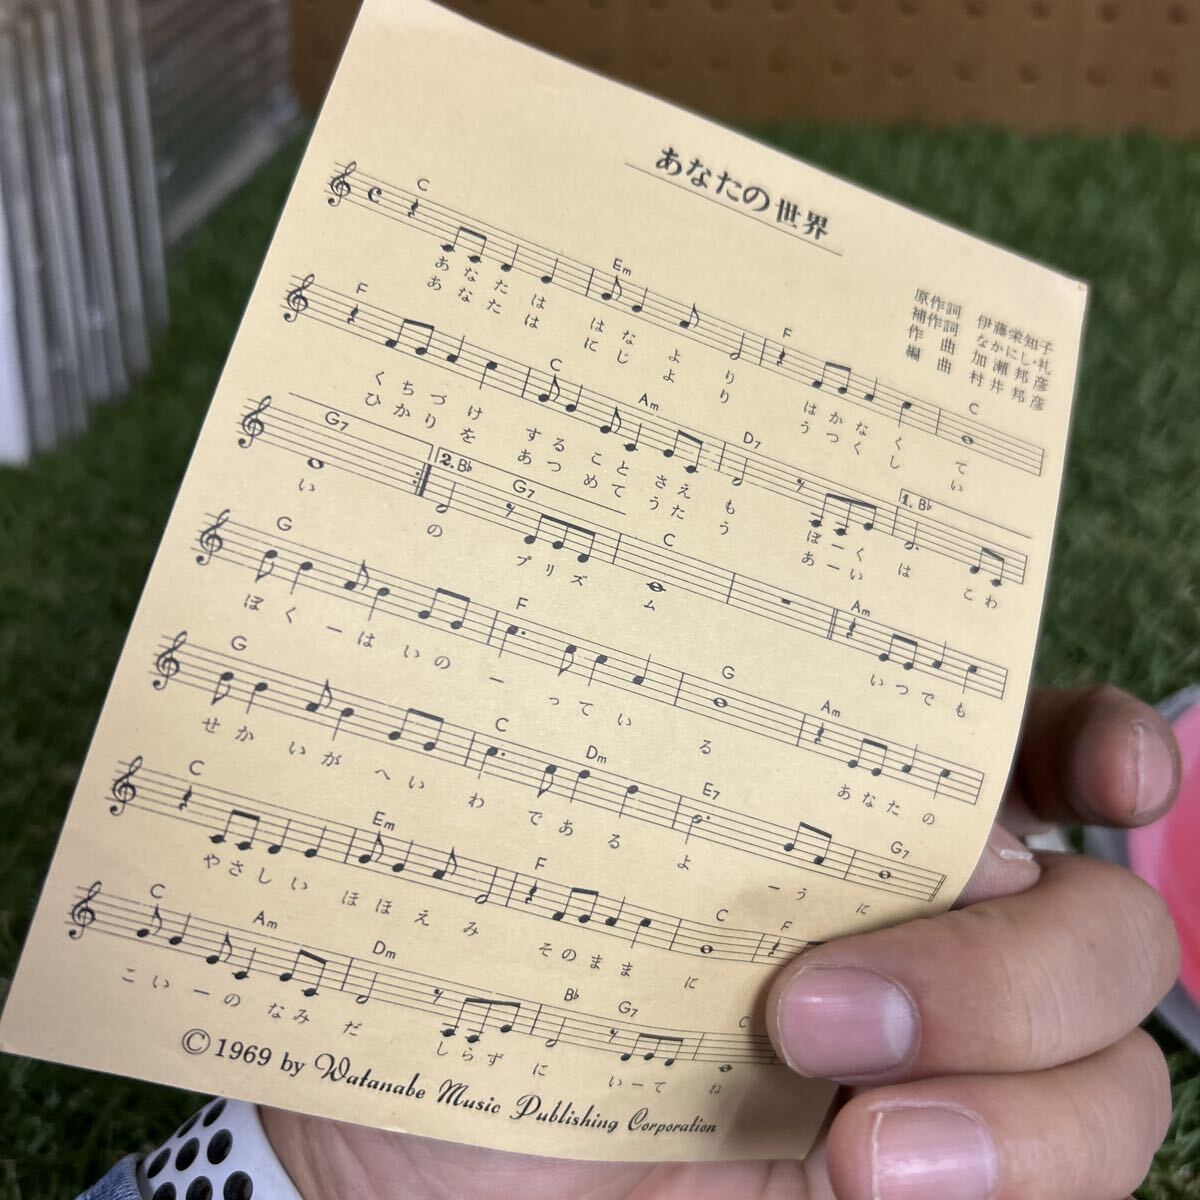 あなたの世界
原作詞 伊藤栄知子
補作詞 なかにし・礼
作曲 加瀬邦彦
編曲 村井邦彦
C Em F C
あなたは はなより はかなくて
あなたは にじより うつくしい
F C Am D7 1. B♭
くちづけ することさえも ぼーくは こわ
ひかりを あつめてうたう あーい
G7 2. B♭ G7 C Am
い の プリズム いつでも
G F G Am
ぼくーはいのーっている あなたの
G C Dm E7 G7
せかいがへいわであるよーうに
C Em F C F
やさしい ほほえみ そのままに
C Am Dm B♭ G7 C
こいーの なみだ しらずに いーてね
© 1969 by Watanabe Music Publishing Corporation